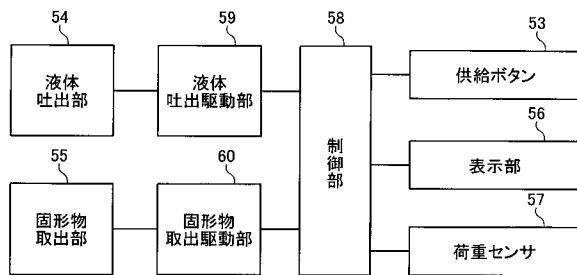 54
液体
吐出部
59
液体
吐出駆動部
58
制御部
53
供給ボタン
56
表示部
57
荷重センサ
55
固形物
取出部
60
固形物
取出駆動部